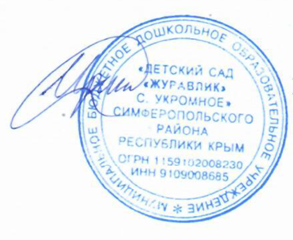 МУНИЦИПАЛЬНОЕ БЮДЖЕТНОЕ ДОШКОЛЬНОЕ ОБРАЗОВАТЕЛЬНОЕ УЧРЕЖДЕНИЕ *
«ДЕТСКИЙ САД
«ЖУРАВЛИК»
С. УКРОМНОЕ»
СИМФЕРОПОЛЬСКОГО
РАЙОНА
РЕСПУБЛИКИ КРЫМ
ОГРН 1159102008230
ИНН 9109008685